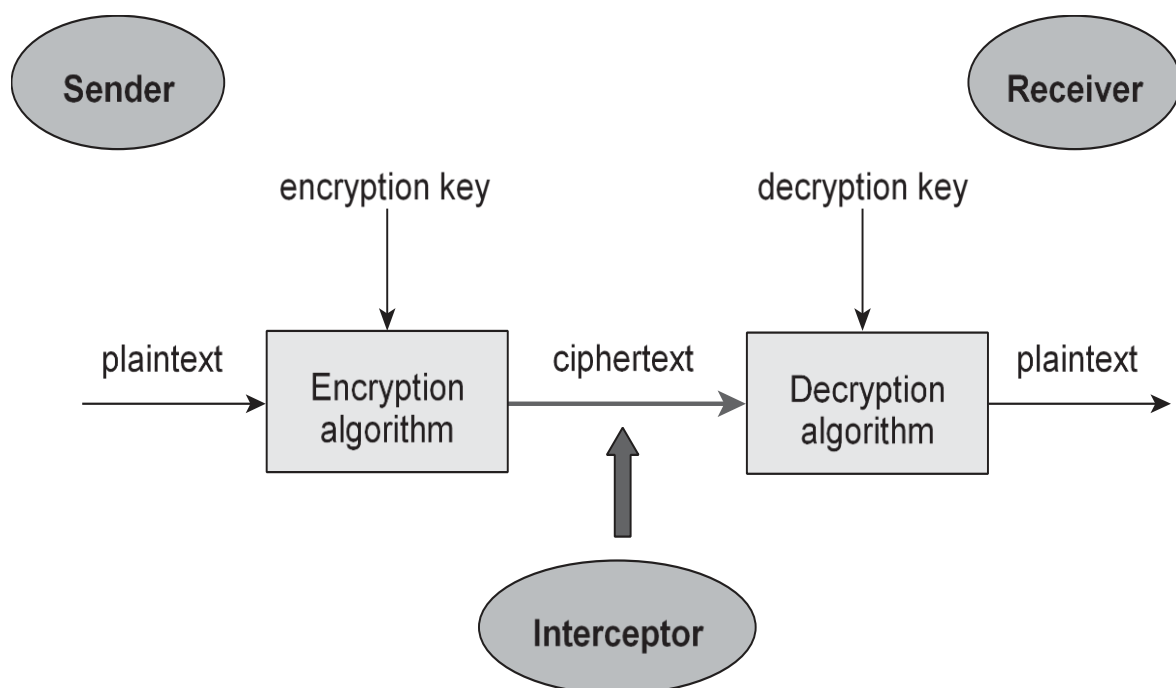 Sender
Receiver
encryption key
decryption key
plaintext
Encryption
algorithm
ciphertext
Decryption
algorithm
plaintext
Interceptor